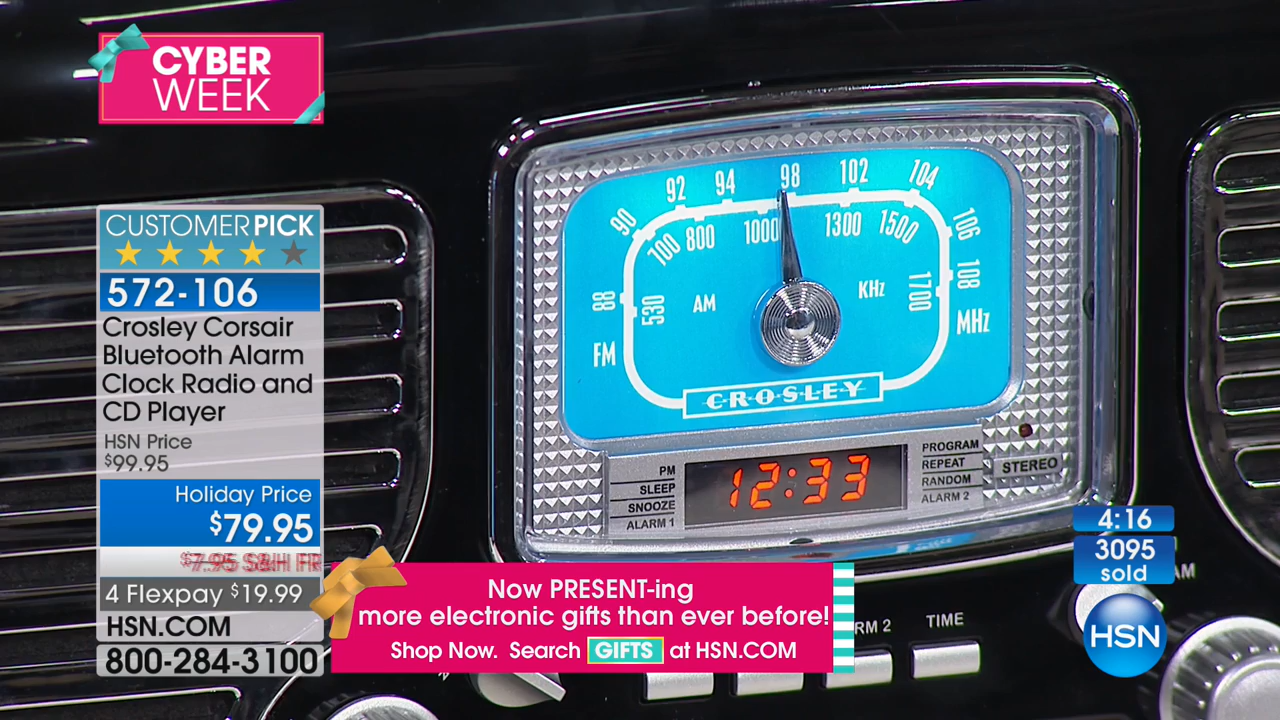 CYBER
WEEK
CUSTOMER PICK
572-106
Crosley Corsair
Bluetooth Alarm
Clock Radio and
CD Player
HSN Price
$99.95
Holiday Price
$79.95
$7.95 S&H FR
4 Flexpay $19.99
HSN.COM
800-284-3100
Now PRESENT-ing
more electronic gifts than ever before!
Shop Now. Search GIFTS at HSN.COM
88 90 92 94 98 102 104 106 108
530 700 800 1000 1300 1500 1700
AM KHz
FM MHz
CROSLEY
PM
SLEEP
SNOOZE
ALARM 1
12:33
PROGRAM
REPEAT
RANDOM
ALARM 2
STEREO
TIME
4:16
3095
sold
HSN